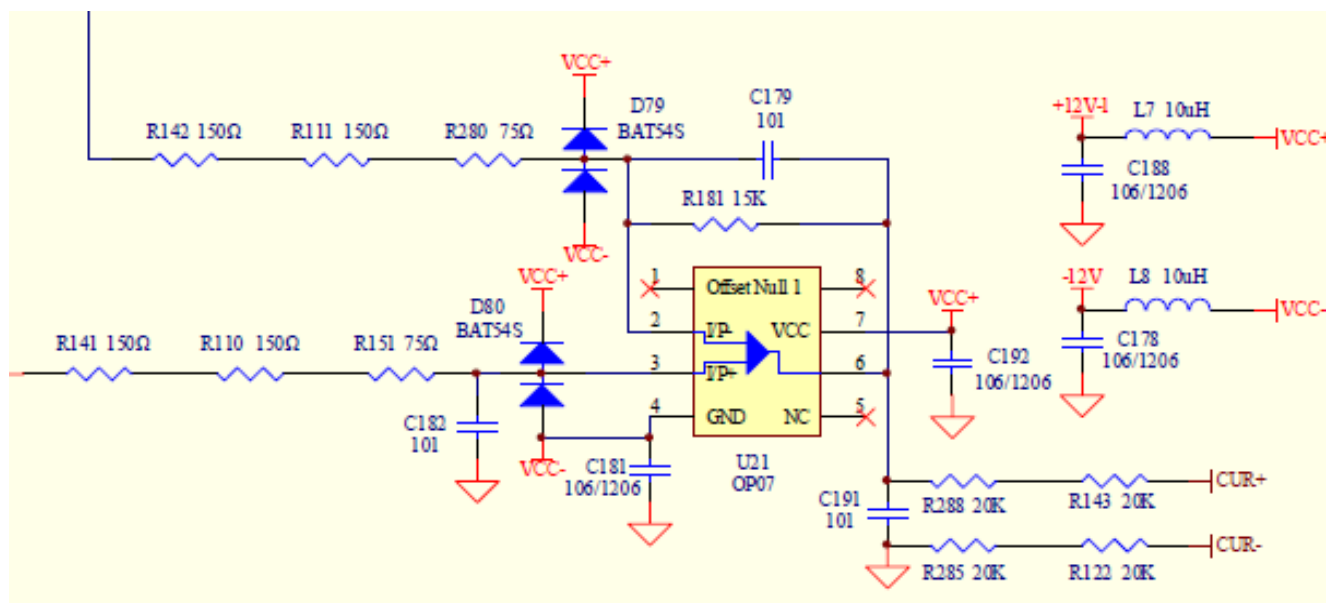 VCC+
D79
BAT54S
C179
101
R142 150Ω
R111 150Ω
R280 75Ω
R181 15K
VCC-
+12V-1
L7 10uH
VCC+
C188
106/1206
-12V
L8 10uH
VCC-
C178
106/1206
VCC+
D80
BAT54S
R141 150Ω
R110 150Ω
R151 75Ω
C182
101
VCC-
C181
106/1206
1
Offset Null 1
8
2
I/P-
VCC
7
3
I/P+
6
4
GND
NC
5
U21
OP07
VCC+
C192
106/1206
C191
101
R288 20K
R143 20K
CUR+
R285 20K
R122 20K
CUR-